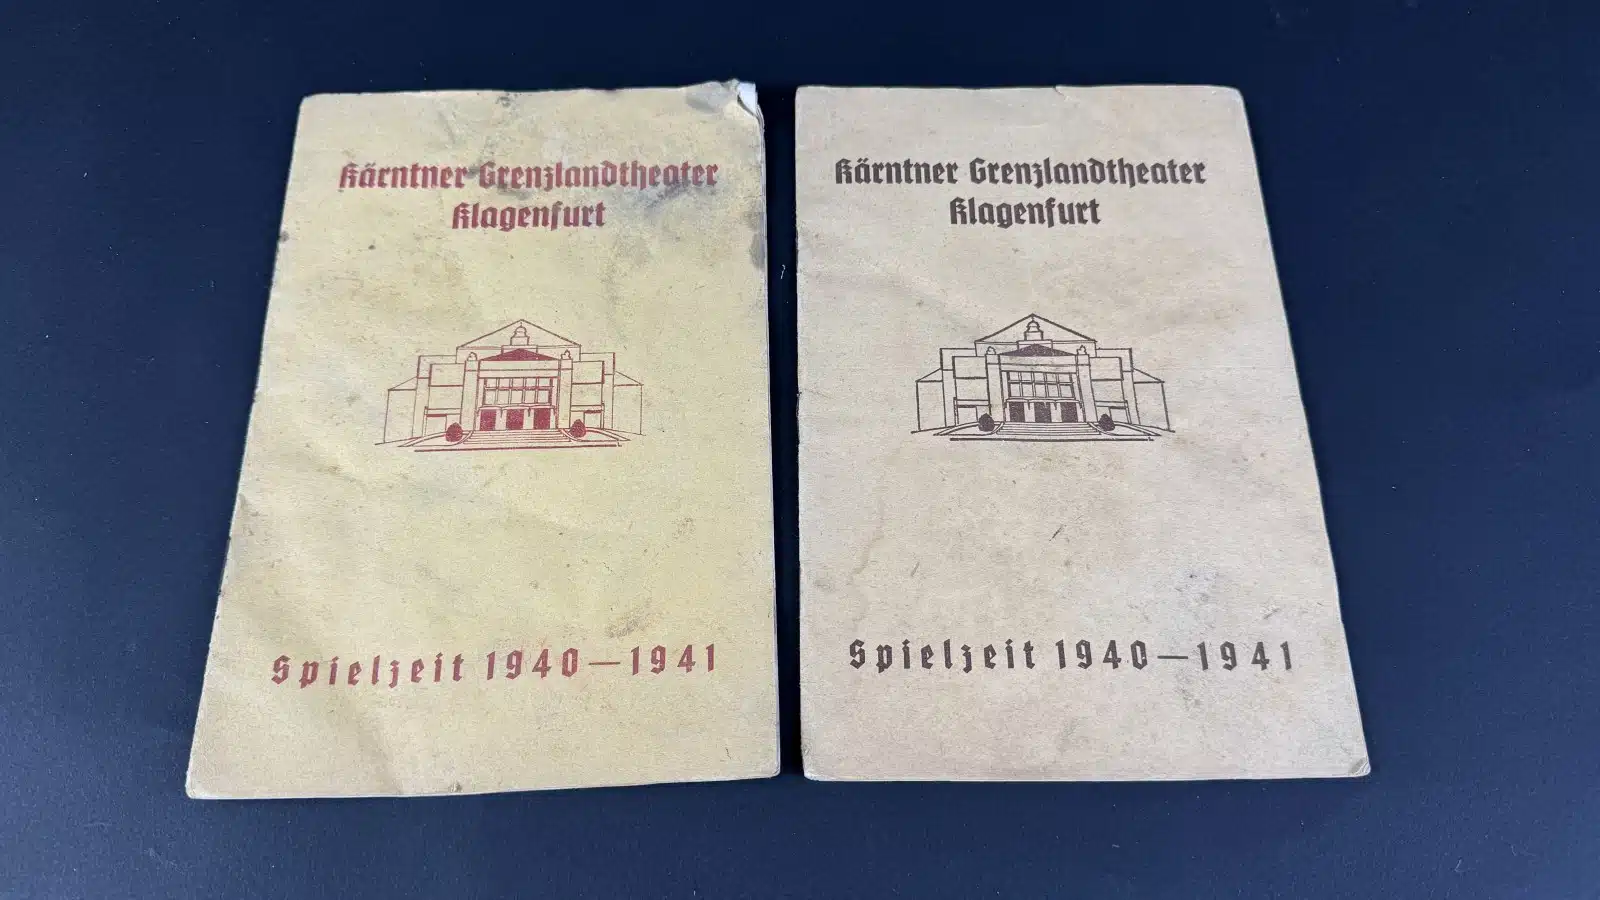 Kärntner Grenzlandtheater
Klagenfurt
Spielzeit 1940—1941
Kärntner Grenzlandtheater
Klagenfurt
Spielzeit 1940—1941